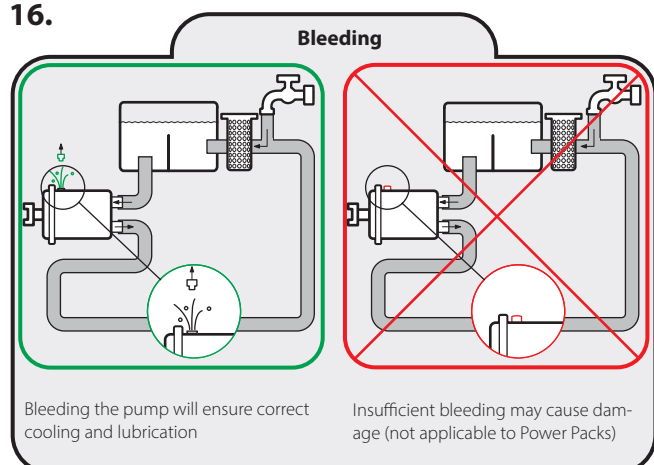 16.
Bleeding
Bleeding the pump will ensure correct
cooling and lubrication
Insufficient bleeding may cause dam-
age (not applicable to Power Packs)